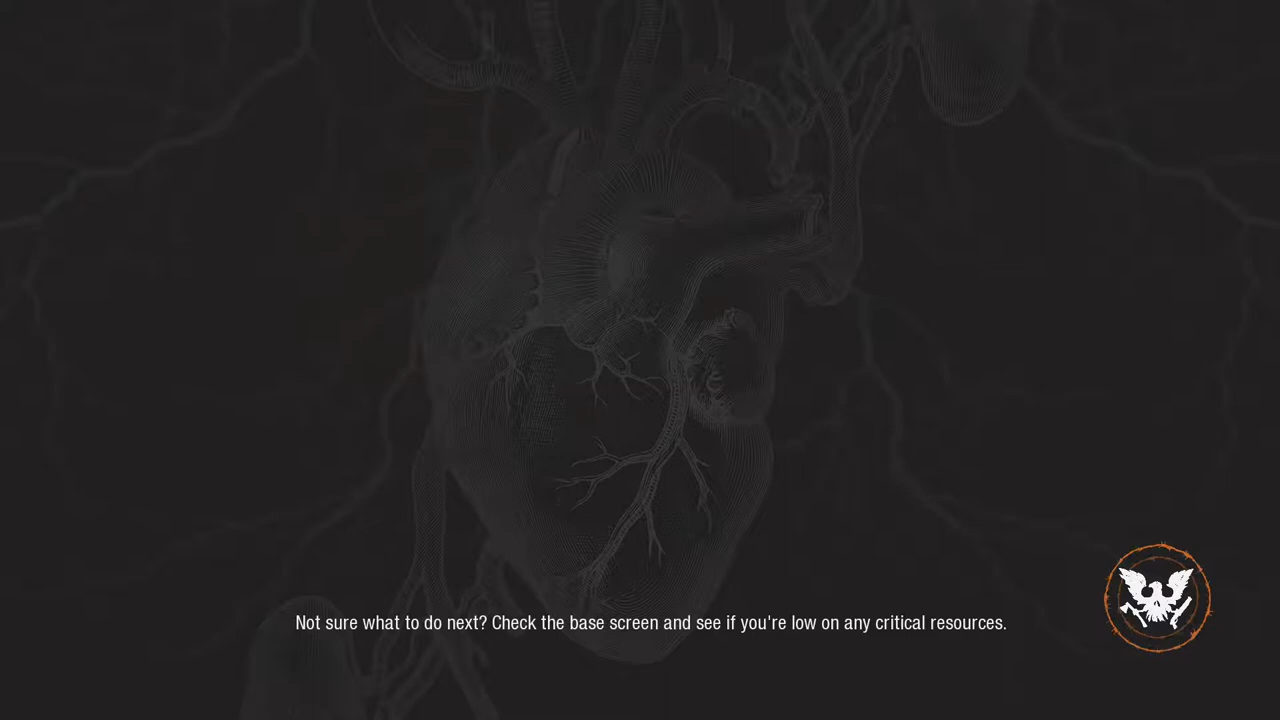 Not sure what to do next? Check the base screen and see if you're low on any critical resources.